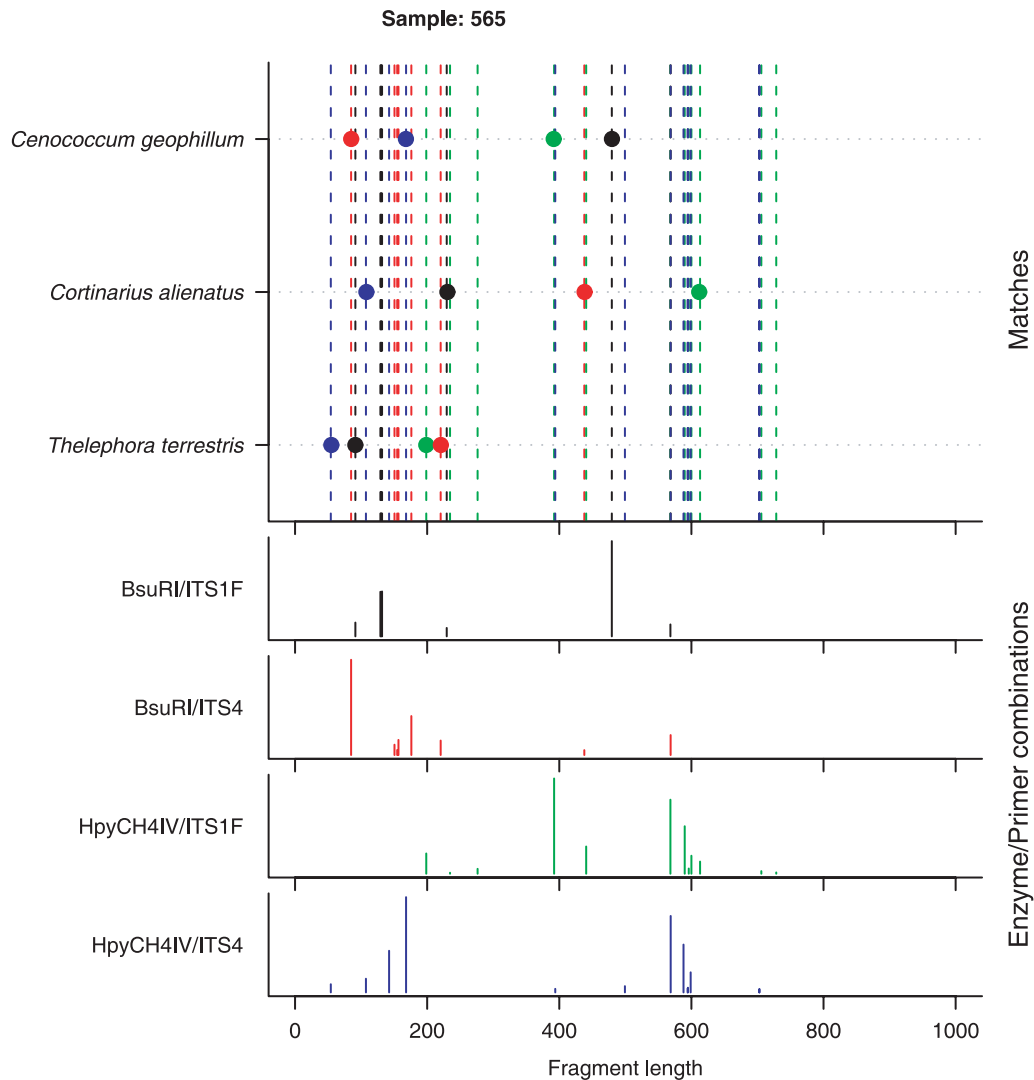 Sample: 565
Cenococcum geophillum
Cortinarius alienatus
Thelephora terrestris
Matches
BsuRI/ITS1F
BsuRI/ITS4
HpyCH4IV/ITS1F
HpyCH4IV/ITS4
Enzyme/Primer combinations
0 200 400 600 800 1000
Fragment length